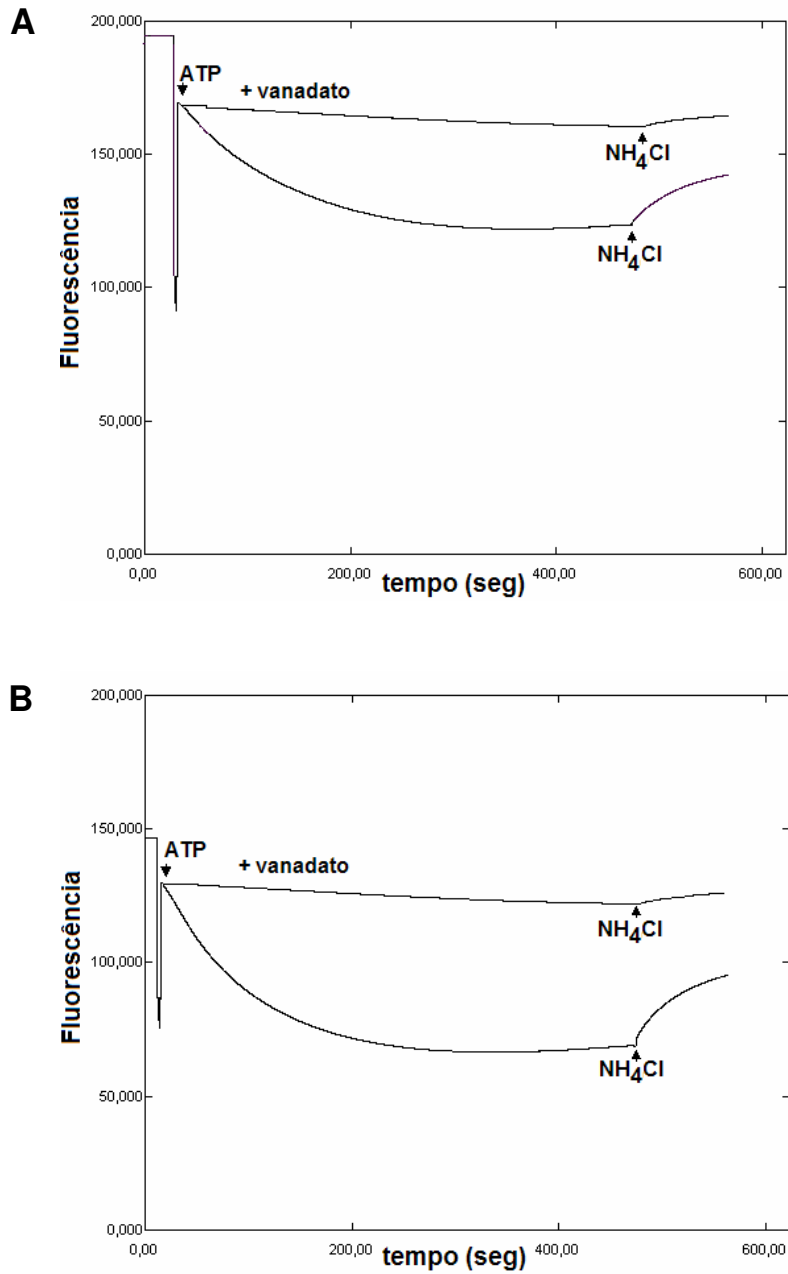 A
Fluorescência
200,000
150,000
100,000
50,000
0,000
ATP
+ vanadato
NH4Cl
NH4Cl
0,00
200,00
400,00
600,00
tempo (seg)
B
Fluorescência
200,000
150,000
100,000
50,000
0,000
ATP
+ vanadato
NH4Cl
NH4Cl
0,00
200,00
400,00
600,00
tempo (seg)